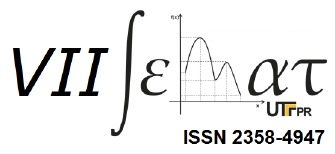 VII ∫ε ατ
f(x)
x
UTFPR
ISSN 2358-4947